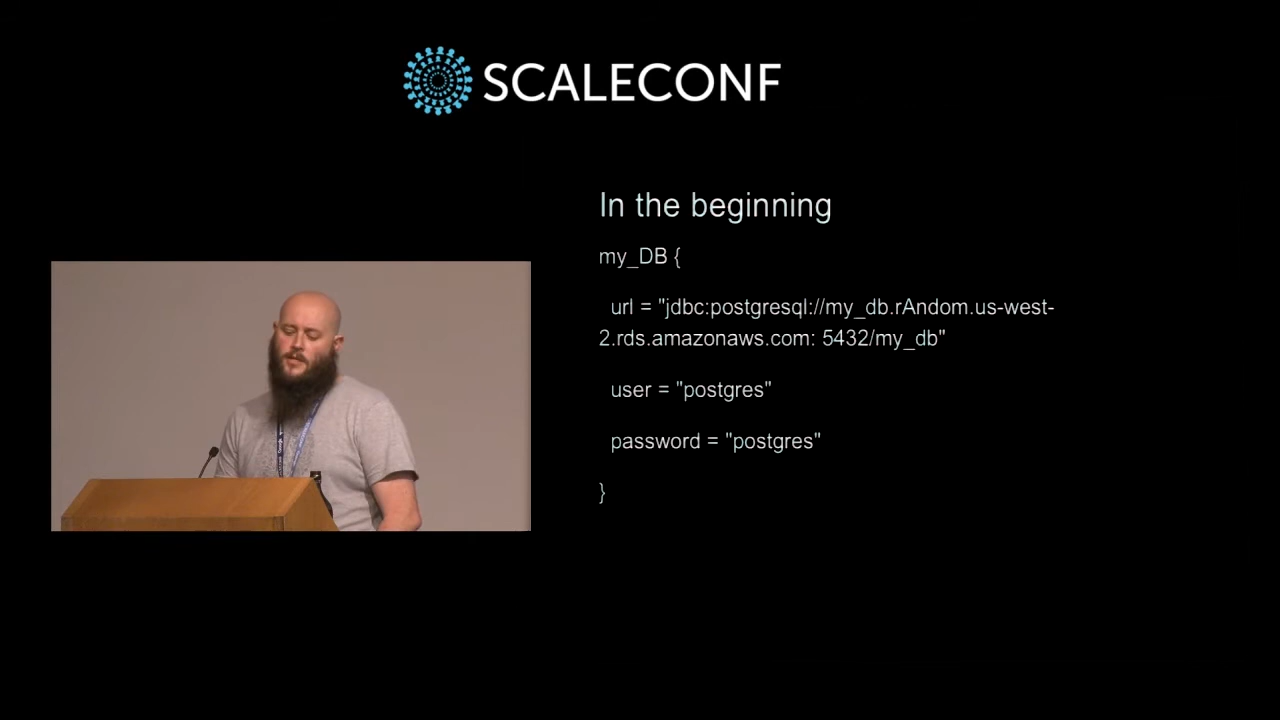 SCALECONF
In the beginning
my_DB {
url = "jdbc:postgresql://my_db.rAndom.us-west-
2.rds.amazonaws.com: 5432/my_db"
user = "postgres"
password = "postgres"
}